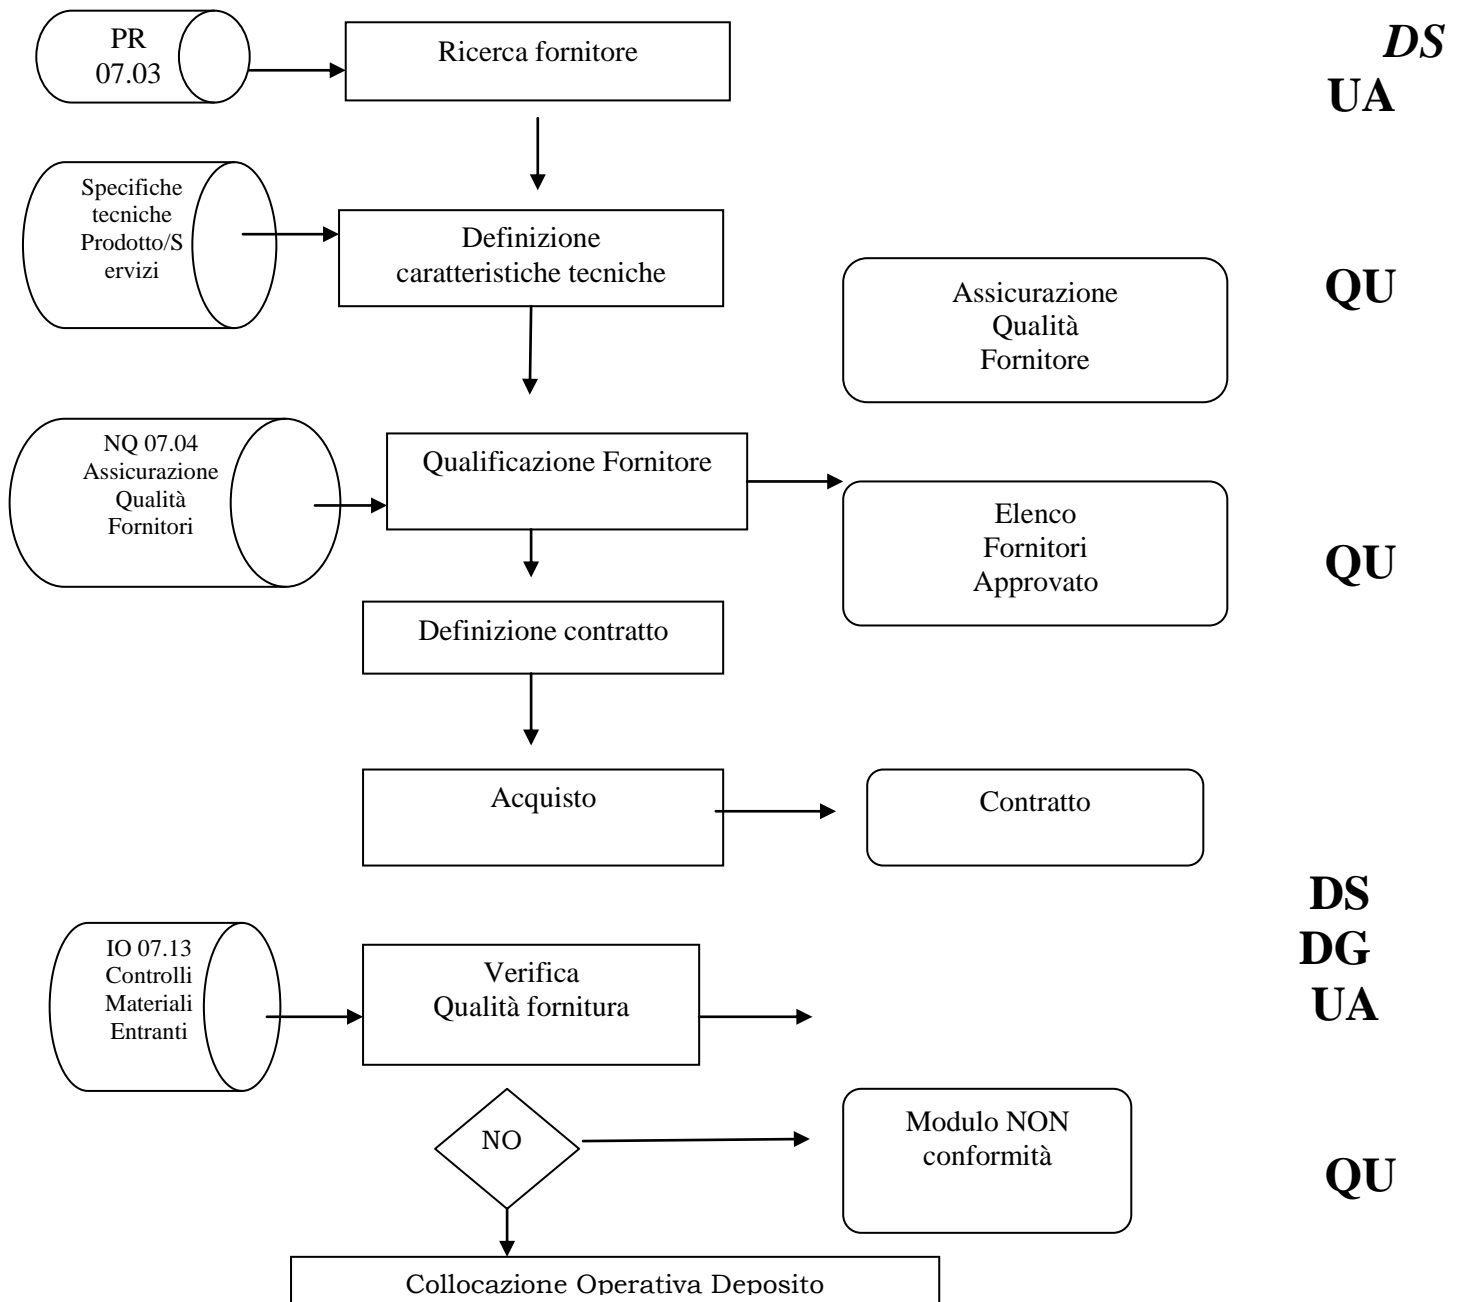 PR
07.03
Ricerca fornitore
DS
UA
Specifiche
tecniche
Prodotto/S
ervizi
Definizione
caratteristiche tecniche
Assicurazione
Qualità
Fornitore
QU
NQ 07.04
Assicurazione
Qualità
Fornitori
Qualificazione Fornitore
Elenco
Fornitori
Approvato
QU
Definizione contratto
Acquisto
Contratto
DS
DG
UA
IO 07.13
Controlli
Materiali
Entranti
Verifica
Qualità fornitura
NO
Modulo NON
conformità
QU
Collocazione Operativa Deposito